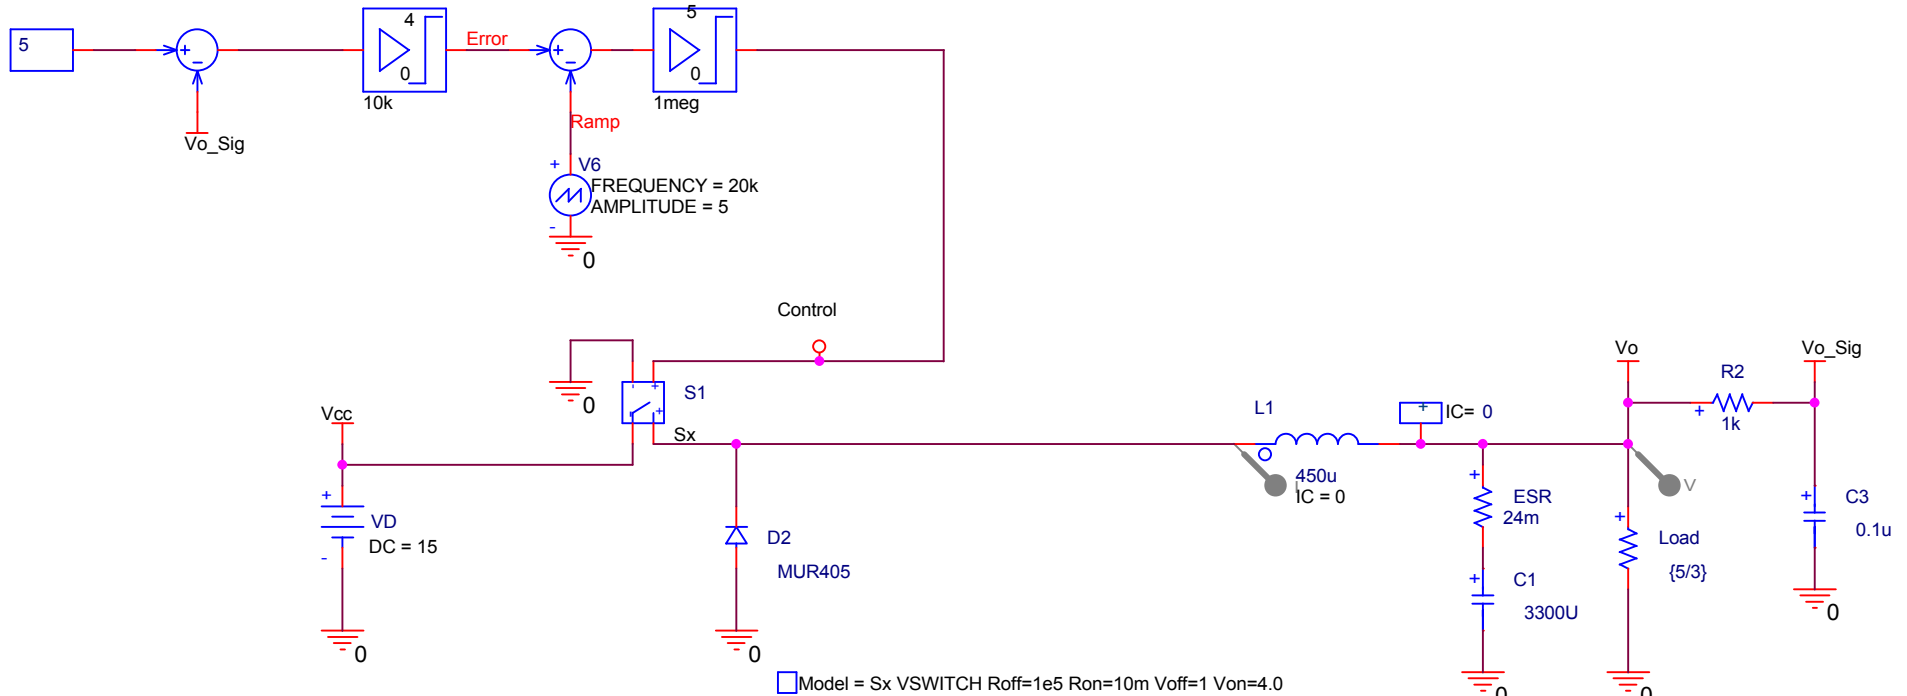 5
+
-
Vo_Sig
4
0
10k
Error
+
-
Ramp
5
0
1meg
+
V6
FREQUENCY = 20k
AMPLITUDE = 5
-
0
Control
0
- +
+
S1
Sx
Vcc
+
VD
DC = 15
-
0
D2
MUR405
0
L1
450u
IC = 0
I
+
IC= 0
+
ESR
24m
+
C1
3300U
0
Vo
V
+
Load
{5/3}
0
R2
+
1k
Vo_Sig
+
C3
0.1u
0
Model = Sx VSWITCH Roff=1e5 Ron=10m Voff=1 Von=4.0